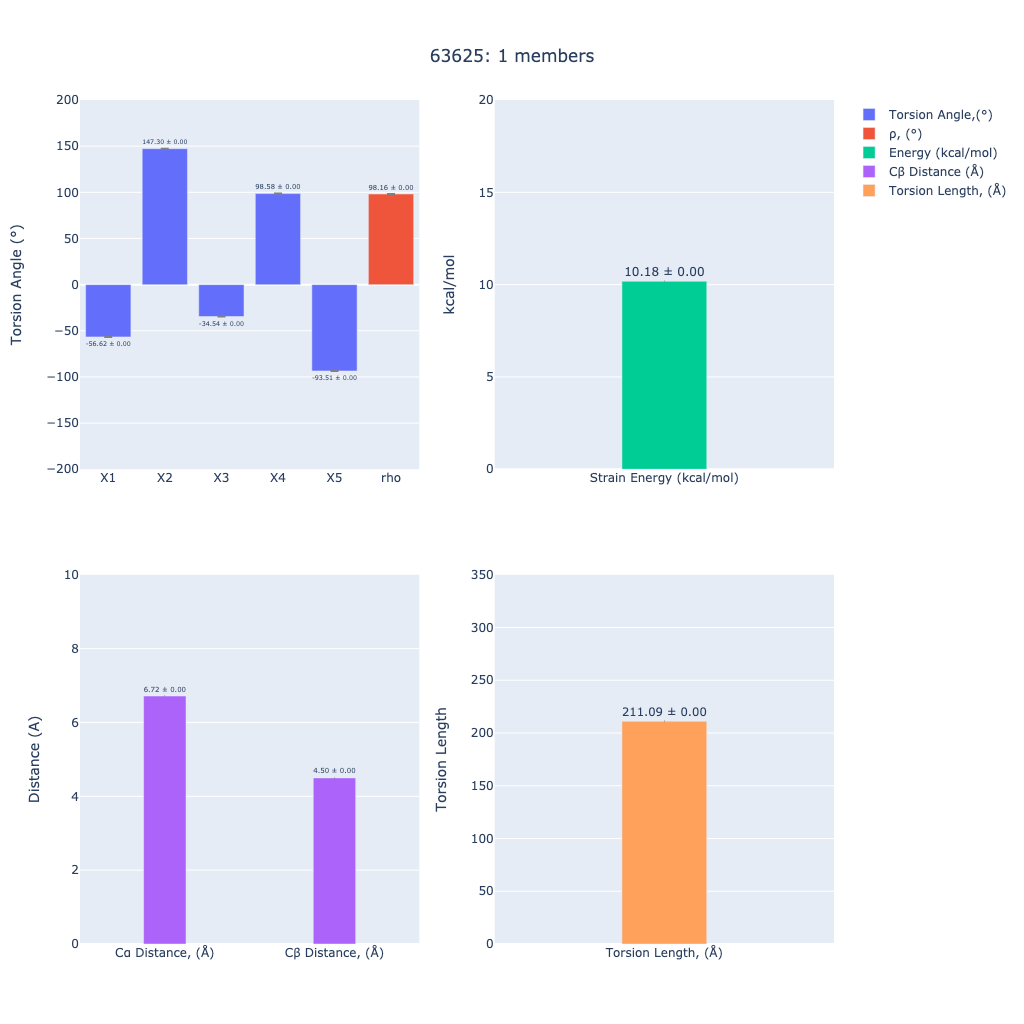 63625: 1 members
200
150
100
50
0
−50
−100
−150
−200
Torsion Angle (°)
-56.62 ± 0.00
147.30 ± 0.00
-34.54 ± 0.00
98.58 ± 0.00
-93.51 ± 0.00
98.16 ± 0.00
X1
X2
X3
X4
X5
rho
20
15
10
5
0
kcal/mol
10.18 ± 0.00
Strain Energy (kcal/mol)
Torsion Angle,(°)
ρ, (°)
Energy (kcal/mol)
Cβ Distance (Å)
Torsion Length, (Å)
10
8
6
4
2
0
Distance (A)
6.72 ± 0.00
4.50 ± 0.00
Cα Distance, (Å)
Cβ Distance, (Å)
350
300
250
200
150
100
50
0
Torsion Length
211.09 ± 0.00
Torsion Length, (Å)